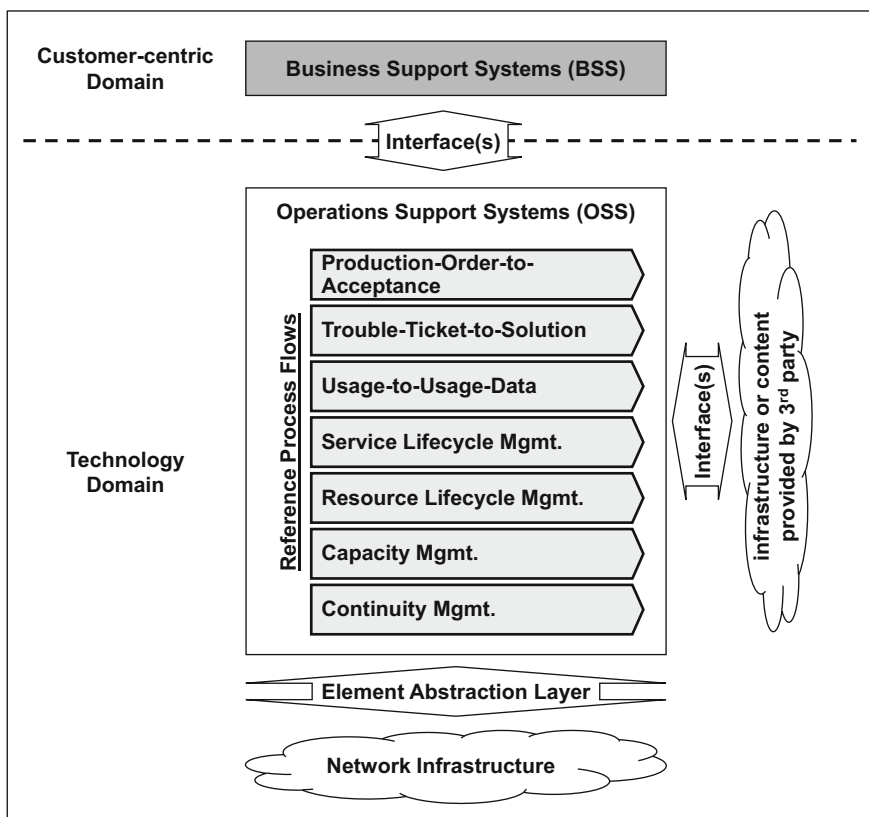 Customer-centric
Domain
Business Support Systems (BSS)
Interface(s)
Technology
Domain
Operations Support Systems (OSS)
Reference Process Flows
Production-Order-to-
Acceptance
Trouble-Ticket-to-Solution
Usage-to-Usage-Data
Service Lifecycle Mgmt.
Resource Lifecycle Mgmt.
Capacity Mgmt.
Continuity Mgmt.
Interface(s)
infrastructure or content
provided by 3rd party
Element Abstraction Layer
Network Infrastructure